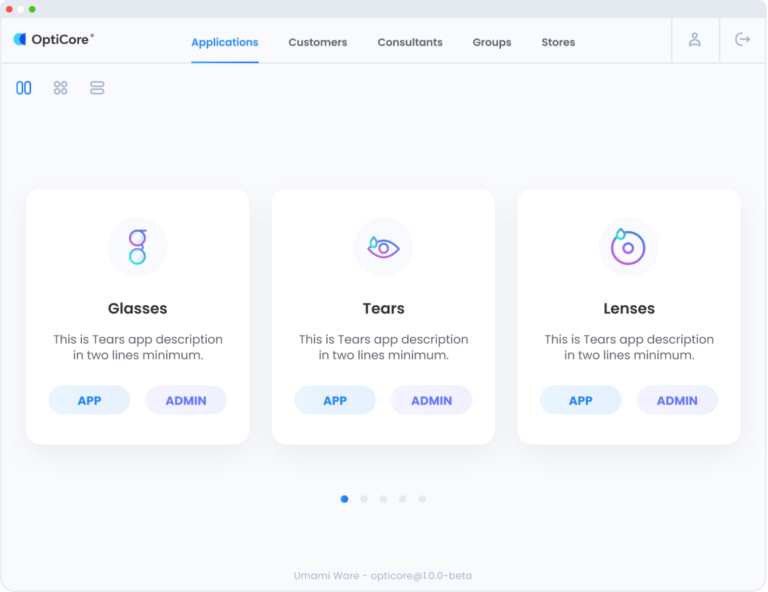 OptiCore®
Applications
Customers
Consultants
Groups
Stores
Glasses
This is Tears app description
in two lines minimum.
APP
ADMIN
Tears
This is Tears app description
in two lines minimum.
APP
ADMIN
Lenses
This is Tears app description
in two lines minimum.
APP
ADMIN
Umami Ware - opticore@1.0.0-beta